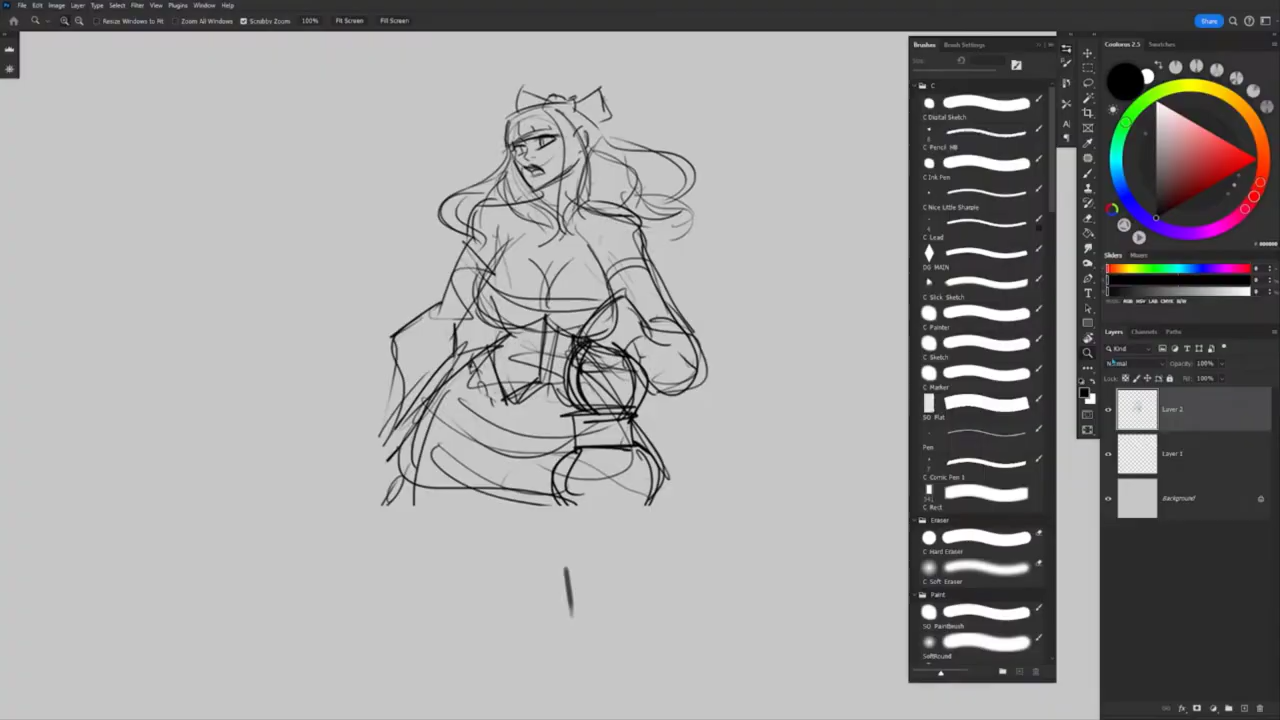 File Edit Image Layer Type Select Filter View Plugins Window Help
Resize Windows to Fit Zoom All Windows Scrubby Zoom 100% Fit Screen Fill Screen Share
Brushes Brush Settings
Size:
C
C Digital Sketch
C Pencil HB
C Ink Pen
C Nice Little Sharpie
C Lead
DG MAIN
C Slick Sketch
C Painter
C Sketch
C Marker
SO Flat
Pen
C Comic Pen 1
C Rect
Eraser
C Hard Eraser
C Soft Eraser
Paint
SO PaintBrush
SoftRound
Coolorus 2.5 Swatches
Sliders Mixer
Layers Channels Paths
Kind
Normal Opacity: 100%
Lock: Fill: 100%
Layer 2
Layer 1
Background